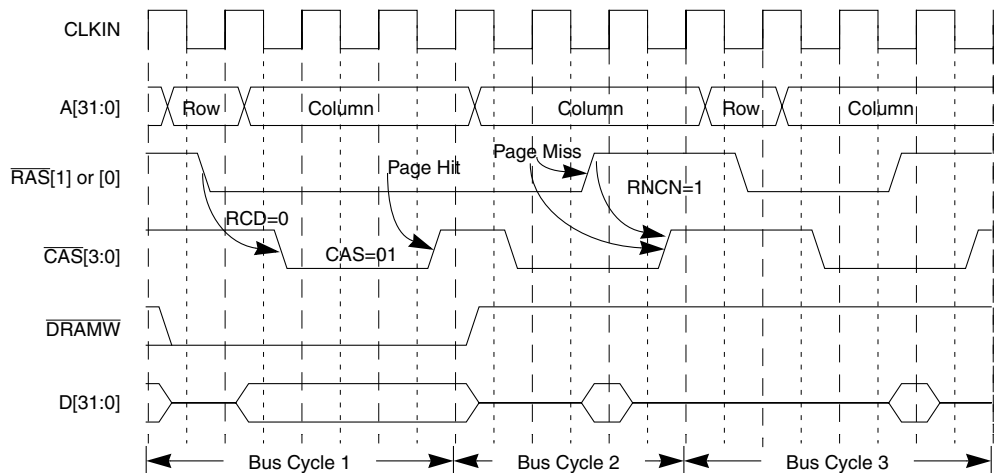 CLKIN
A[31:0]
Row
Column
Column
Row
Column
RAS[1] or [0]
Page Hit
Page Miss
RCD=0
RNCN=1
CAS[3:0]
CAS=01
DRAMW
D[31:0]
Bus Cycle 1
Bus Cycle 2
Bus Cycle 3